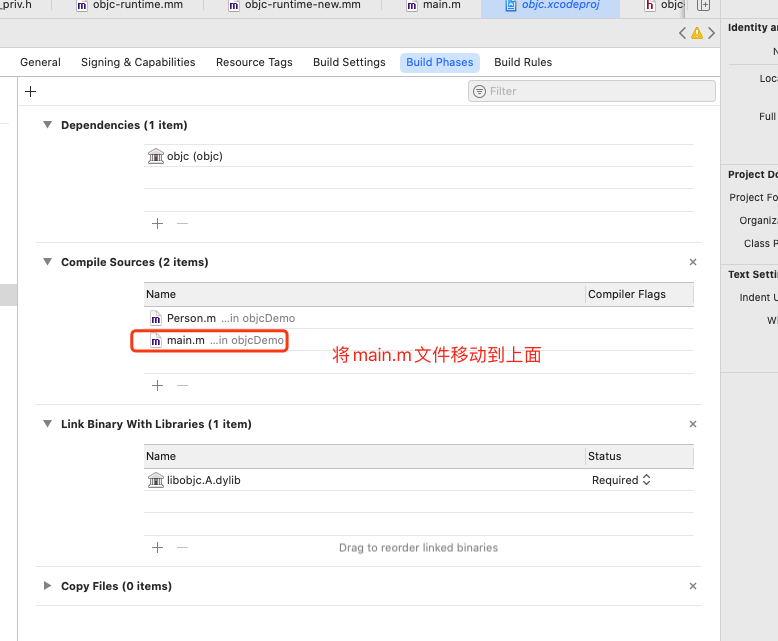 _priv.h objc-runtime.mm objc-runtime-new.mm main.m objc.xcodeproj objc
Identity a
General Signing & Capabilities Resource Tags Build Settings Build Phases Build Rules
N
Loc
Filter
Full
Dependencies (1 item)
objc (objc)
Project Do
Project Fo
Organiz
Class P
Compile Sources (2 items)
Text Setti
Name Compiler Flags
Indent U
Person.m ...in objcDemo
Wi
main.m ...in objcDemo
将main.m文件移动到上面
Link Binary With Libraries (1 item)
Name Status
libobjc.A.dylib Required
Drag to reorder linked binaries
Copy Files (0 items)